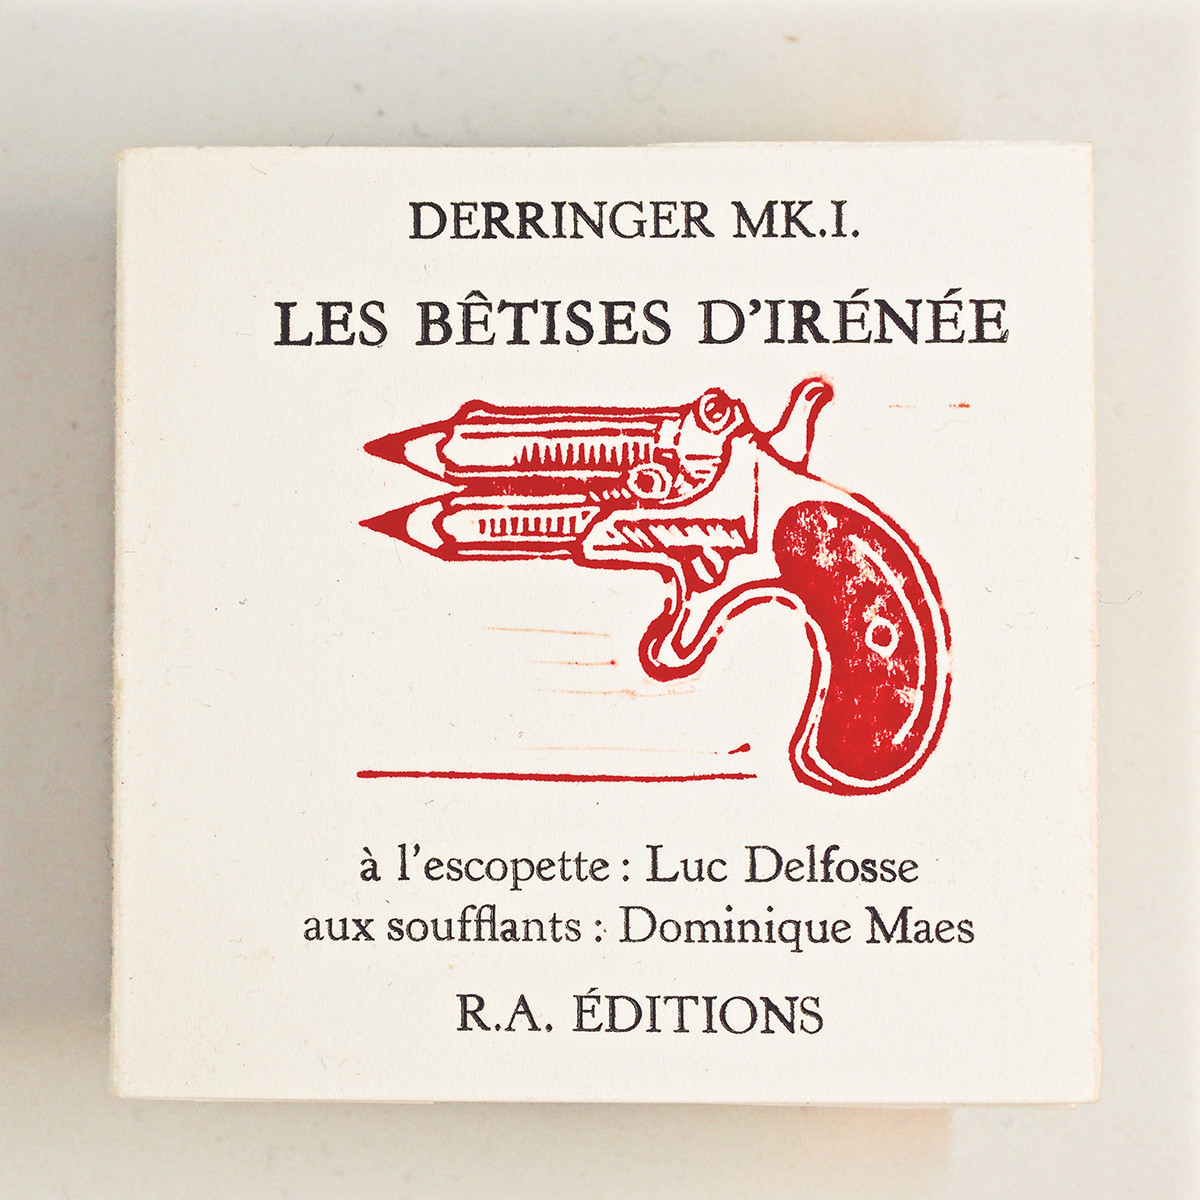 DERRINGER MK.I.
LES BÊTISES D'IRÉNÉE
à l'escopette : Luc Delfosse
aux soufflants : Dominique Maes
R.A. ÉDITIONS